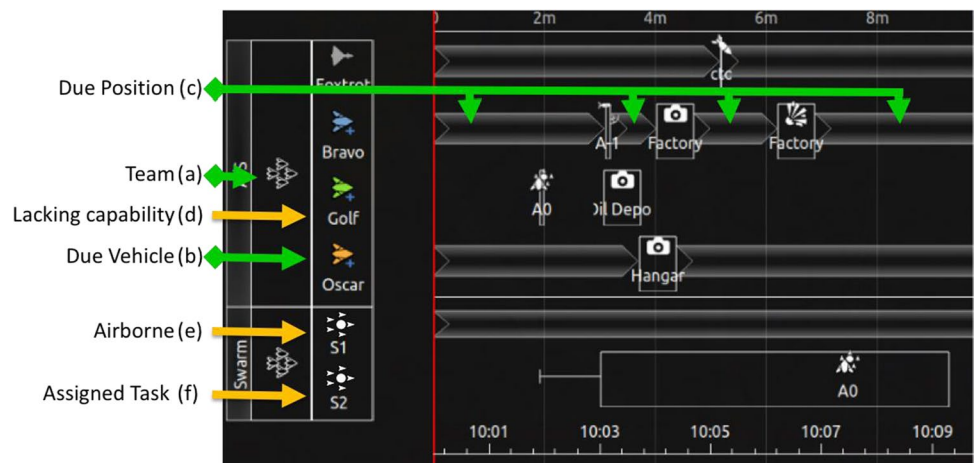 2m 4m 6m 8m
Foxtrot
ctc
Due Position (c)
Bravo
A-1 Factory Factory
Team (a)
Lacking capability (d)
Golf
A0 Oil Depo
Due Vehicle (b)
Oscar
Hangar
Airborne (e)
S1
Swarm
Assigned Task (f)
S2
A0
10:01 10:03 10:05 10:07 10:09